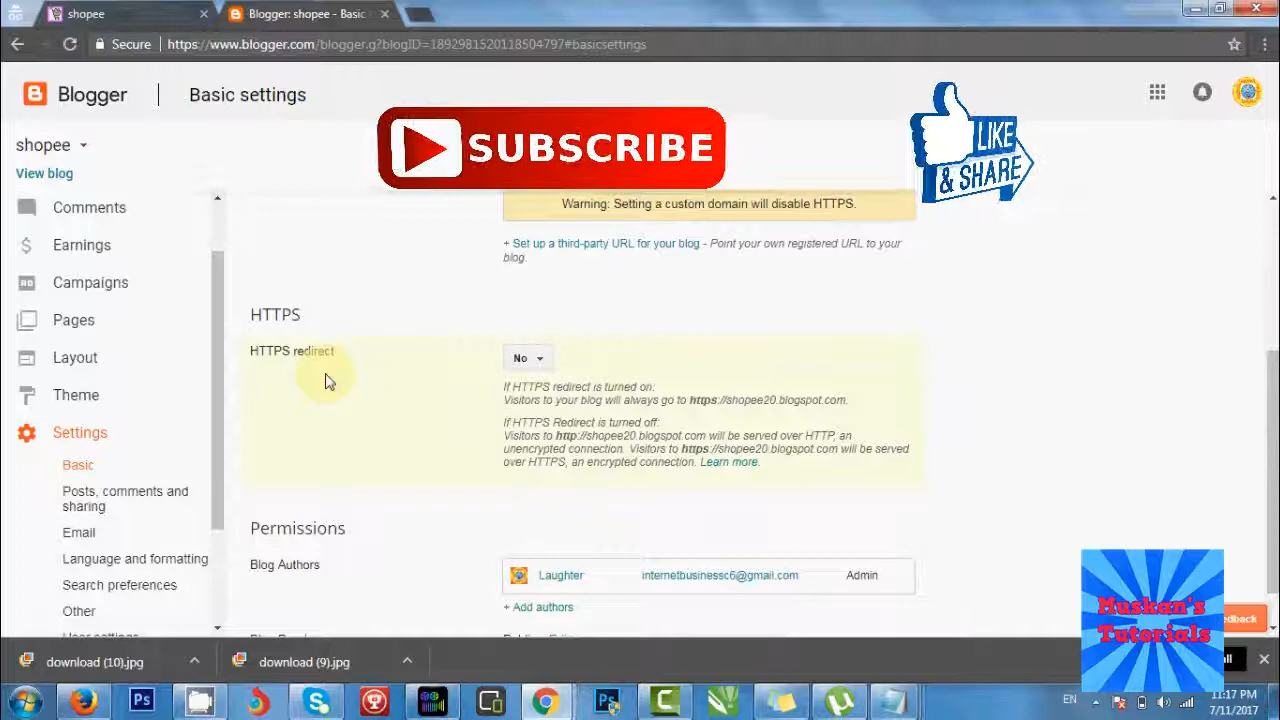 shopee
Blogger: shopee - Basic
Secure
https://www.blogger.com/blogger.g?blogID=1892981520118504797#basicsettings
Blogger
Basic settings
SUBSCRIBE
LIKE
& SHARE
shopee
View blog
Comments
Earnings
Campaigns
Pages
Layout
Theme
Settings
Basic
Posts, comments and
sharing
Email
Language and formatting
Search preferences
Other
User settings
Warning: Setting a custom domain will disable HTTPS.
+ Set up a third-party URL for your blog - Point your own registered URL to your
blog.
HTTPS
HTTPS redirect
No
If HTTPS redirect is turned on:
Visitors to your blog will always go to https://shopee20.blogspot.com.
If HTTPS Redirect is turned off:
Visitors to http://shopee20.blogspot.com will be served over HTTP, an
unencrypted connection. Visitors to https://shopee20.blogspot.com will be served
over HTTPS, an encrypted connection. Learn more.
Permissions
Blog Authors
Laughter
internetbusinessc6@gmail.com
Admin
+ Add authors
Muskan's
Tutorials
download (10).jpg
download (9).jpg
Ps
EN
11:17 PM
7/11/2017